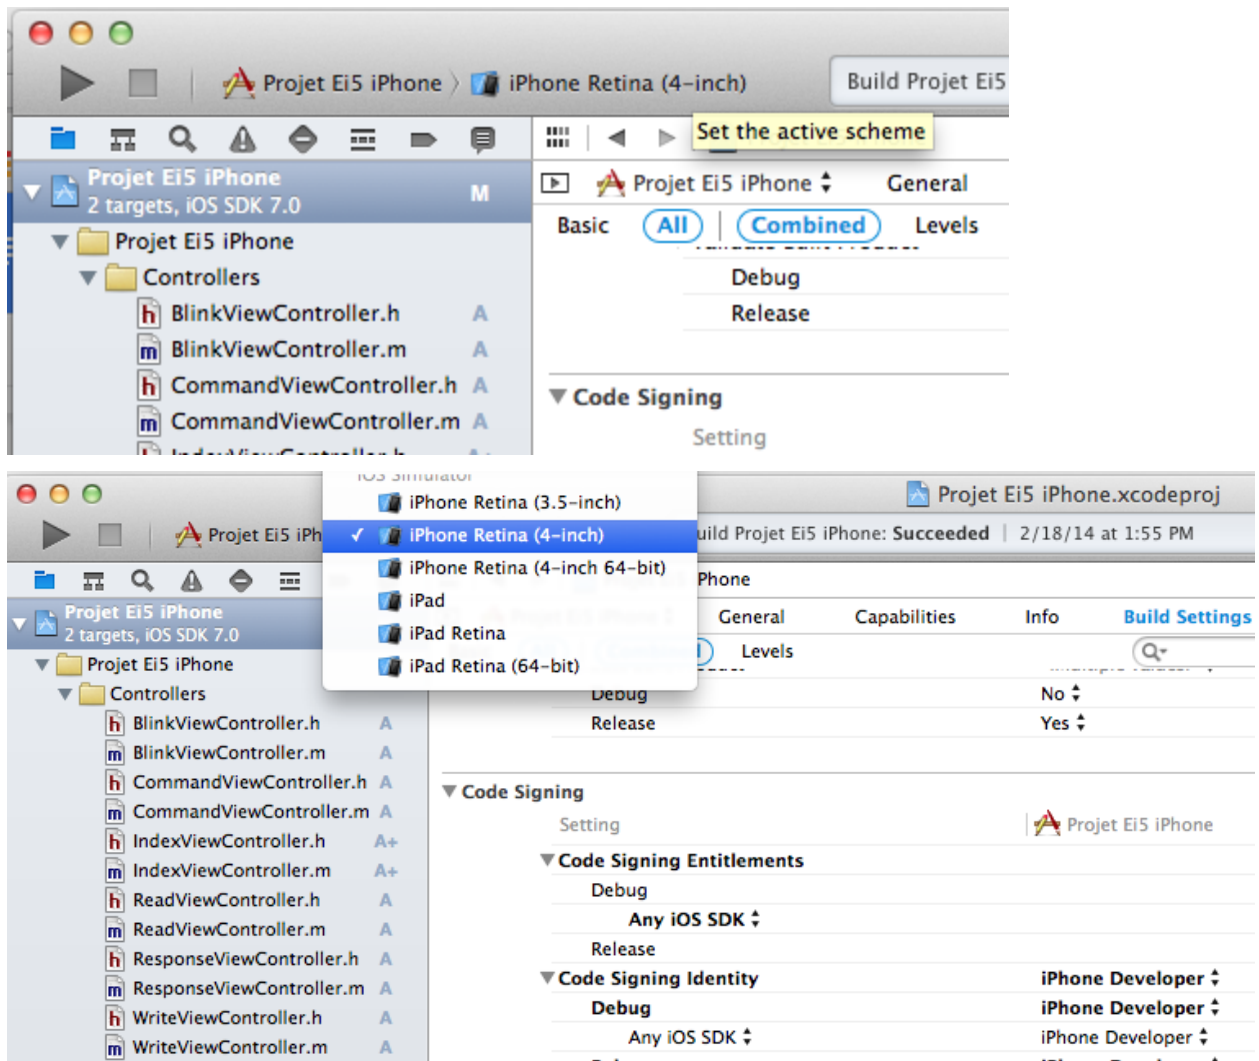 Projet Ei5 iPhone 〉 iPhone Retina (4-inch)
Build Projet Ei5
Set the active scheme
Projet Ei5 iPhone
2 targets, iOS SDK 7.0
M
Projet Ei5 iPhone
Controllers
BlinkViewController.h A
BlinkViewController.m A
CommandViewController.h A
CommandViewController.m A
Projet Ei5 iPhone General
Basic All Combined Levels
Debug
Release
Code Signing
Setting
iOS Simulator
iPhone Retina (3.5-inch)
✓ iPhone Retina (4-inch)
iPhone Retina (4-inch 64-bit)
iPad
iPad Retina
iPad Retina (64-bit)
Projet Ei5 iPhone.xcodeproj
Projet Ei5 iPh
uild Projet Ei5 iPhone: Succeeded | 2/18/14 at 1:55 PM
Projet Ei5 iPhone
2 targets, iOS SDK 7.0
Projet Ei5 iPhone
Controllers
BlinkViewController.h A
BlinkViewController.m A
CommandViewController.h A
CommandViewController.m A
IndexViewController.h A+
IndexViewController.m A+
ReadViewController.h A
ReadViewController.m A
ResponseViewController.h A
ResponseViewController.m A
WriteViewController.h A
WriteViewController.m A
Phone
General Capabilities Info Build Settings
Levels
Debug No
Release Yes
Code Signing
Setting Projet Ei5 iPhone
Code Signing Entitlements
Debug
Any iOS SDK
Release
Code Signing Identity iPhone Developer
Debug iPhone Developer
Any iOS SDK iPhone Developer